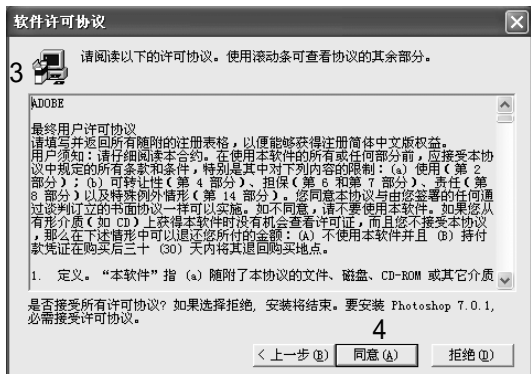 软件许可协议
3
请阅读以下的许可协议。使用滚动条可查看协议的其余部分。
ADOBE
最终用户许可协议
请填写并返回所有随附的注册表格，以便能够获得注册简体中文版权益。
用户须知：请仔细阅读本合约。在使用本软件的所有或任何部分前，应接受本协
议中规定的所有条款和条件，特别是其中对下列内容的限制：(a) 使用（第 2
部分）；(b) 可转让性（第 4 部分）、担保（第 6 和第 7 部分）、责任（第
8 部分）以及特殊例外情形（第 14 部分）。您同意本协议与由您签署的任何通
过谈判订立的书面协议一样可以实施。如不同意，请不要使用本软件。如果您从
有形介质（如 CD）上获得本软件时没有机会查看许可证，而且您不接受本协议
，那么在下述情形中可以退还您所付的金额：(A) 不使用本软件并且 (B) 持付
款凭证在购买后三十 (30) 天内将其退回购买地点。
1. 定义。“本软件”指 (a) 随附了本协议的文件、磁盘、CD-ROM 或其它介质
是否接受所有许可协议? 如果选择拒绝, 安装将结束。要安装 Photoshop 7.0.1,
必需接受许可协议。
4
< 上一步(B)
同意(A)
拒绝(D)